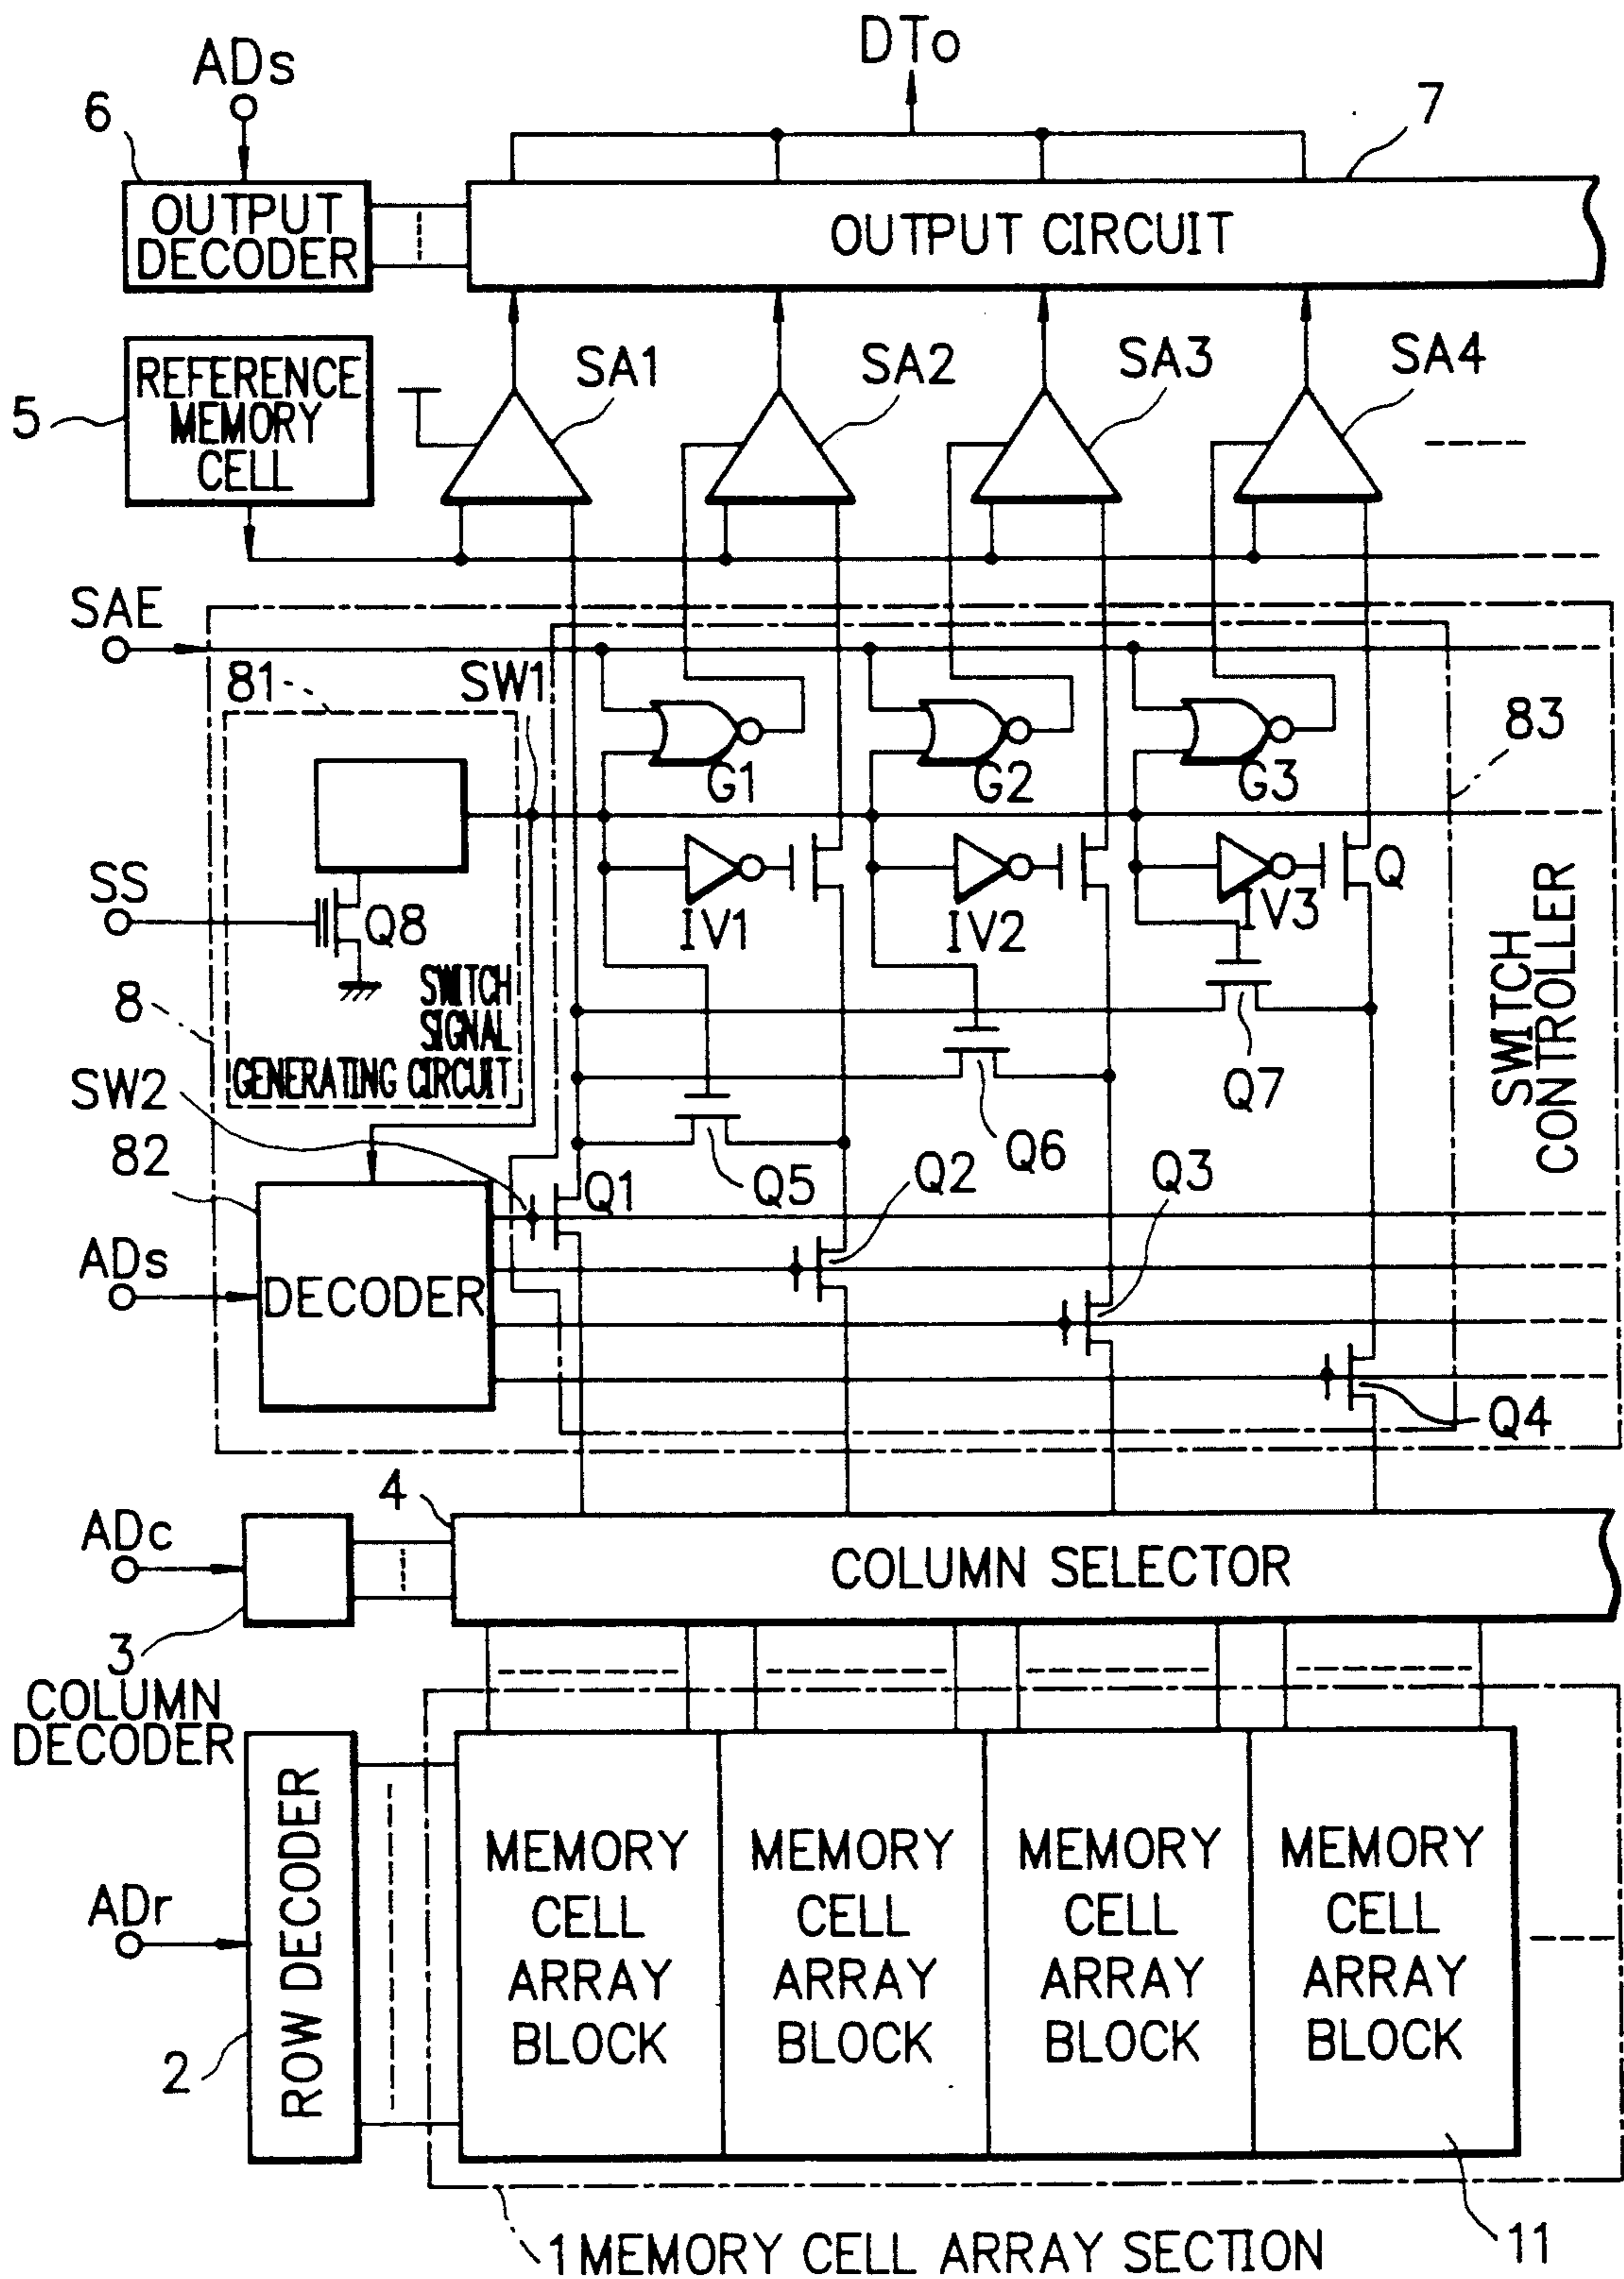 ADs
DTo
6
7
OUTPUT
DECODER
OUTPUT CIRCUIT
5
REFERENCE
MEMORY
CELL
SA1
SA2
SA3
SA4
SAE
81
SW1
83
G1
G2
G3
SS
Q8
IV1
IV2
IV3
Q
8
SWITCH
SIGNAL
GENERATING CIRCUIT
SWITCH
CONTROLLER
SW2
Q7
Q6
82
Q1
Q5
Q2
Q3
ADs
DECODER
Q4
4
ADc
COLUMN SELECTOR
3
COLUMN
DECODER
ROW DECODER
ADr
2
MEMORY
CELL
ARRAY
BLOCK
MEMORY
CELL
ARRAY
BLOCK
MEMORY
CELL
ARRAY
BLOCK
MEMORY
CELL
ARRAY
BLOCK
1 MEMORY CELL ARRAY SECTION
11